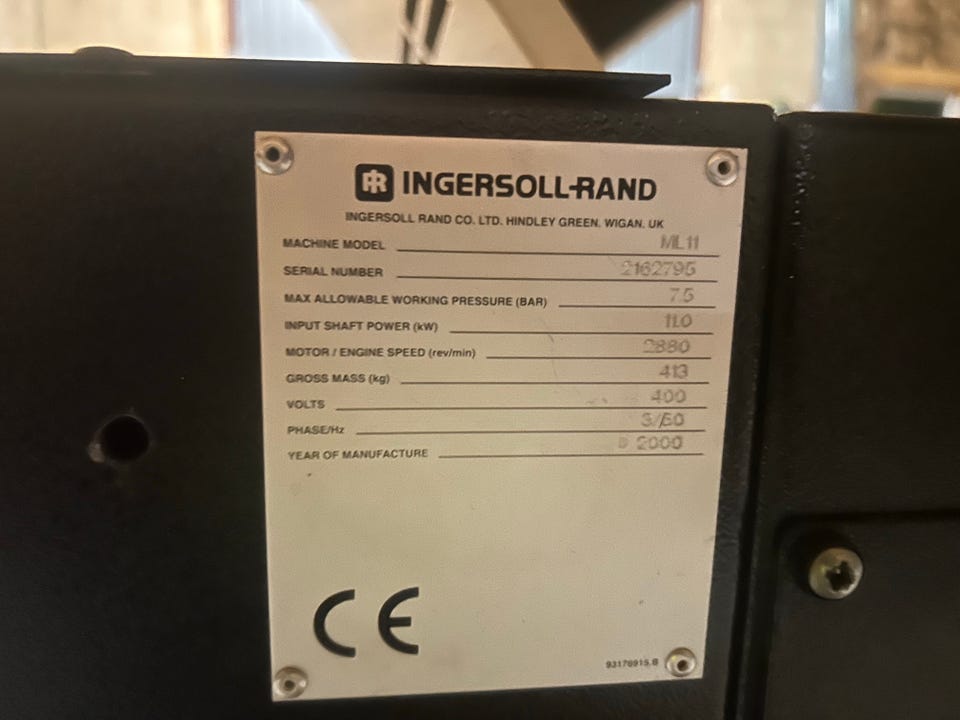 IR INGERSOLL-RAND
INGERSOLL RAND CO. LTD. HINDLEY GREEN, WIGAN, UK
MACHINE MODEL ML11
SERIAL NUMBER 2162795
MAX ALLOWABLE WORKING PRESSURE (BAR) 7.5
INPUT SHAFT POWER (kW) 11.0
MOTOR / ENGINE SPEED (rev/min) 2880
GROSS MASS (kg) 413
VOLTS 400
PHASE/Hz 3/50
YEAR OF MANUFACTURE 2000
CE
93176915.B